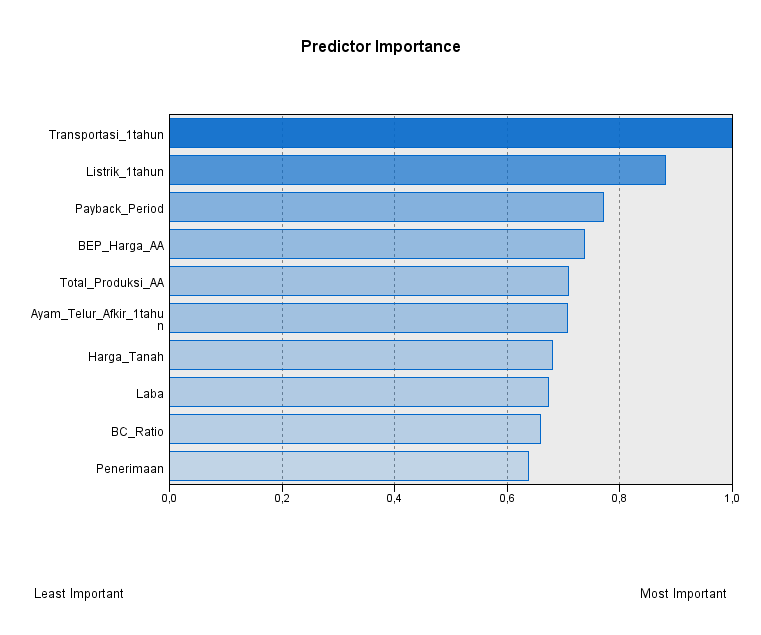 Predictor Importance
Transportasi_1tahun
Listrik_1tahun
Payback_Period
BEP_Harga_AA
Total_Produksi_AA
Ayam_Telur_Afkir_1tahu
n
Harga_Tanah
Laba
BC_Ratio
Penerimaan
0,0 0,2 0,4 0,6 0,8 1,0
Least Important Most Important